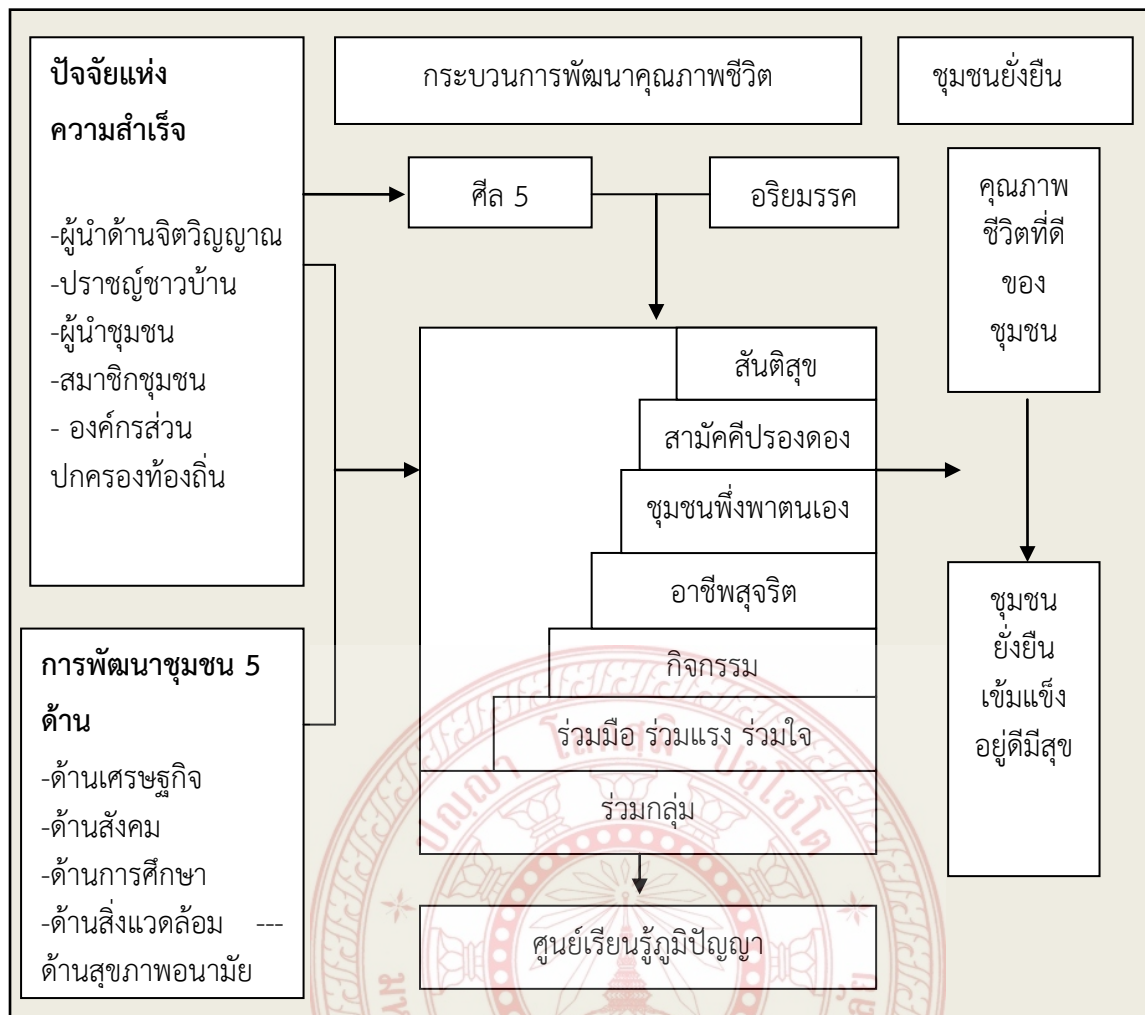 ปัจจัยแห่ง
ความสำเร็จ
-ผู้นำด้านจิตวิญญาณ
-ปราชญ์ชาวบ้าน
-ผู้นำชุมชน
-สมาชิกชุมชน
- องค์กรส่วน
ปกครองท้องถิ่น
การพัฒนาชุมชน 5
ด้าน
-ด้านเศรษฐกิจ
-ด้านสังคม
-ด้านการศึกษา
-ด้านสิ่งแวดล้อม ---
ด้านสุขภาพอนามัย
กระบวนการพัฒนาคุณภาพชีวิต
ศีล 5
อริยมรรค
สันติสุข
สามัคคีปรองดอง
ชุมชนพึ่งพาตนเอง
อาชีพสุจริต
กิจกรรม
ร่วมมือ ร่วมแรง ร่วมใจ
ร่วมกลุ่ม
ศูนย์เรียนรู้ภูมิปัญญา
ชุมชนยั่งยืน
คุณภาพ
ชีวิตที่ดี
ของ
ชุมชน
ชุมชน
ยั่งยืน
เข้มแข็ง
อยู่ดีมีสุข
ปญฺญา โลกสฺมิ ปชฺโชโต